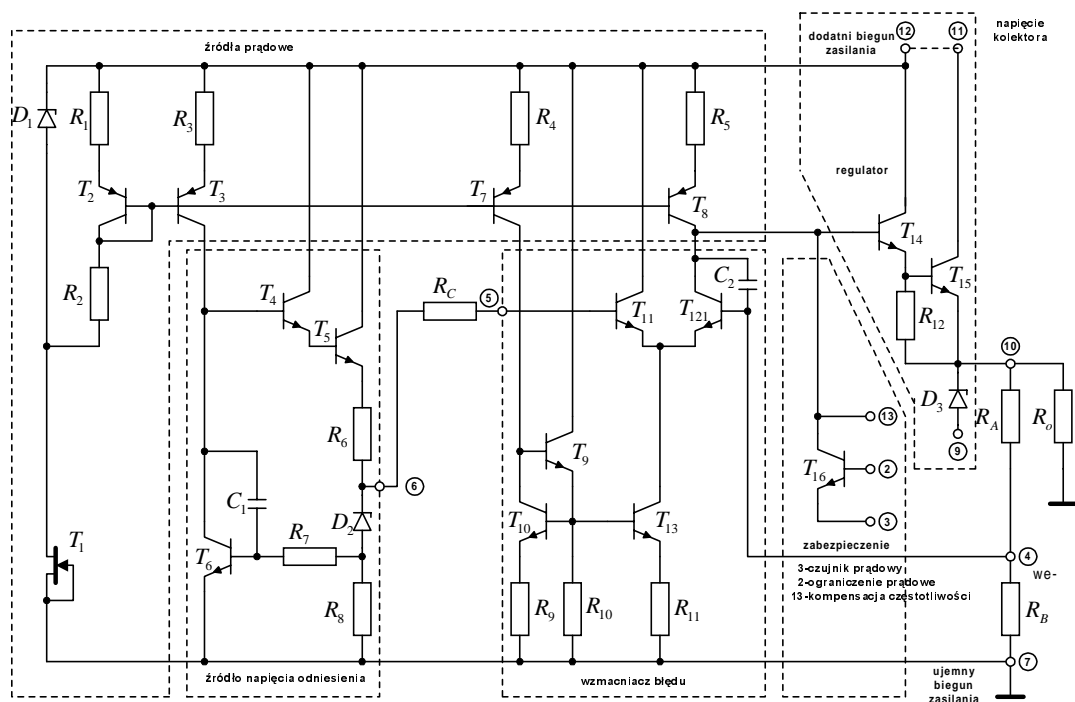 źródła prądowe
dodatni biegun
zasilania
12
11
napięcie
kolektora
D1
R1
R3
R4
R5
T2
T3
T7
T8
regulator
T14
T15
R2
T4
T5
RC
5
T11
T121
C2
R12
10
R6
6
D3
9
RA
Ro
13
T16
2
3
C1
D2
T9
T10
T13
T1
T6
R7
R8
R9
R10
R11
zabezpieczenie
3-czujnik prądowy
2-ograniczenie prądowe
13-kompensacja częstotliwości
4
we-
RB
7
źródło napięcia odniesienia
wzmacniacz błędu
ujemny
biegun
zasilania